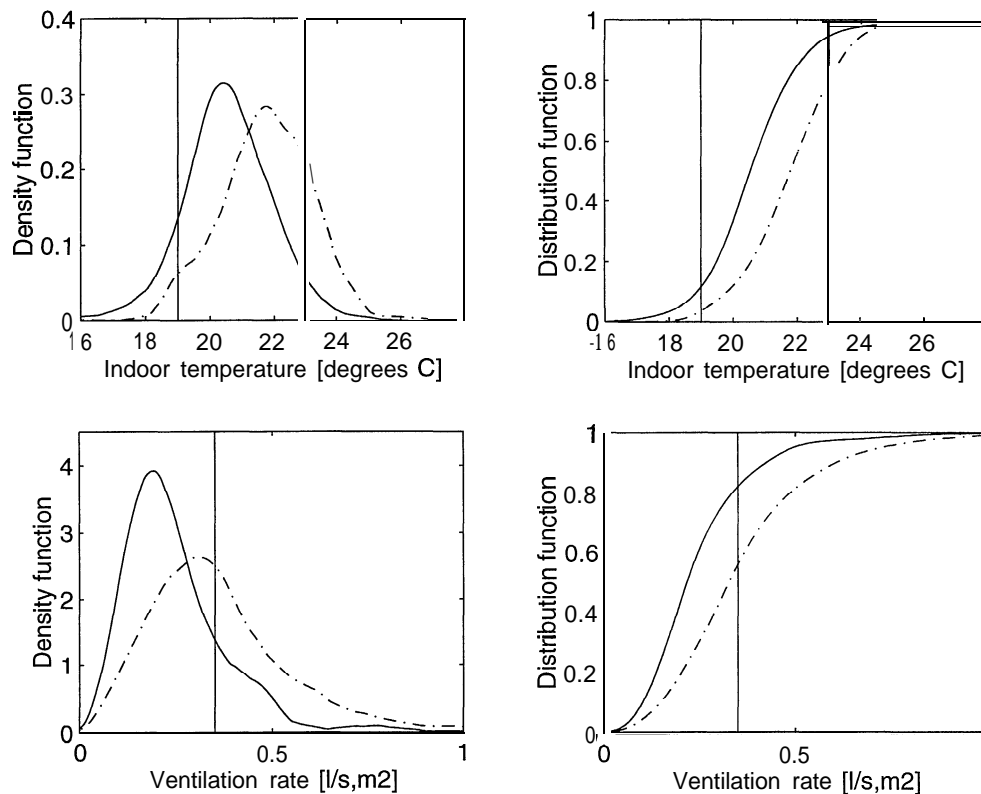 0.4
0.3
0.2
0.1
0
Density function
16 18 20 22 24 26
Indoor temperature [degrees C]
1
0.8
0.6
0.4
0.2
0
Distribution function
-16 18 20 22 24 26
Indoor temperature [degrees C]
4
3
2
1
0
Density function
0 0.5 1
Ventilation rate [l/s,m2]
1
0.8
0.6
0.4
0.2
0
Distribution function
0 0.5
Ventilation rate [l/s,m2]